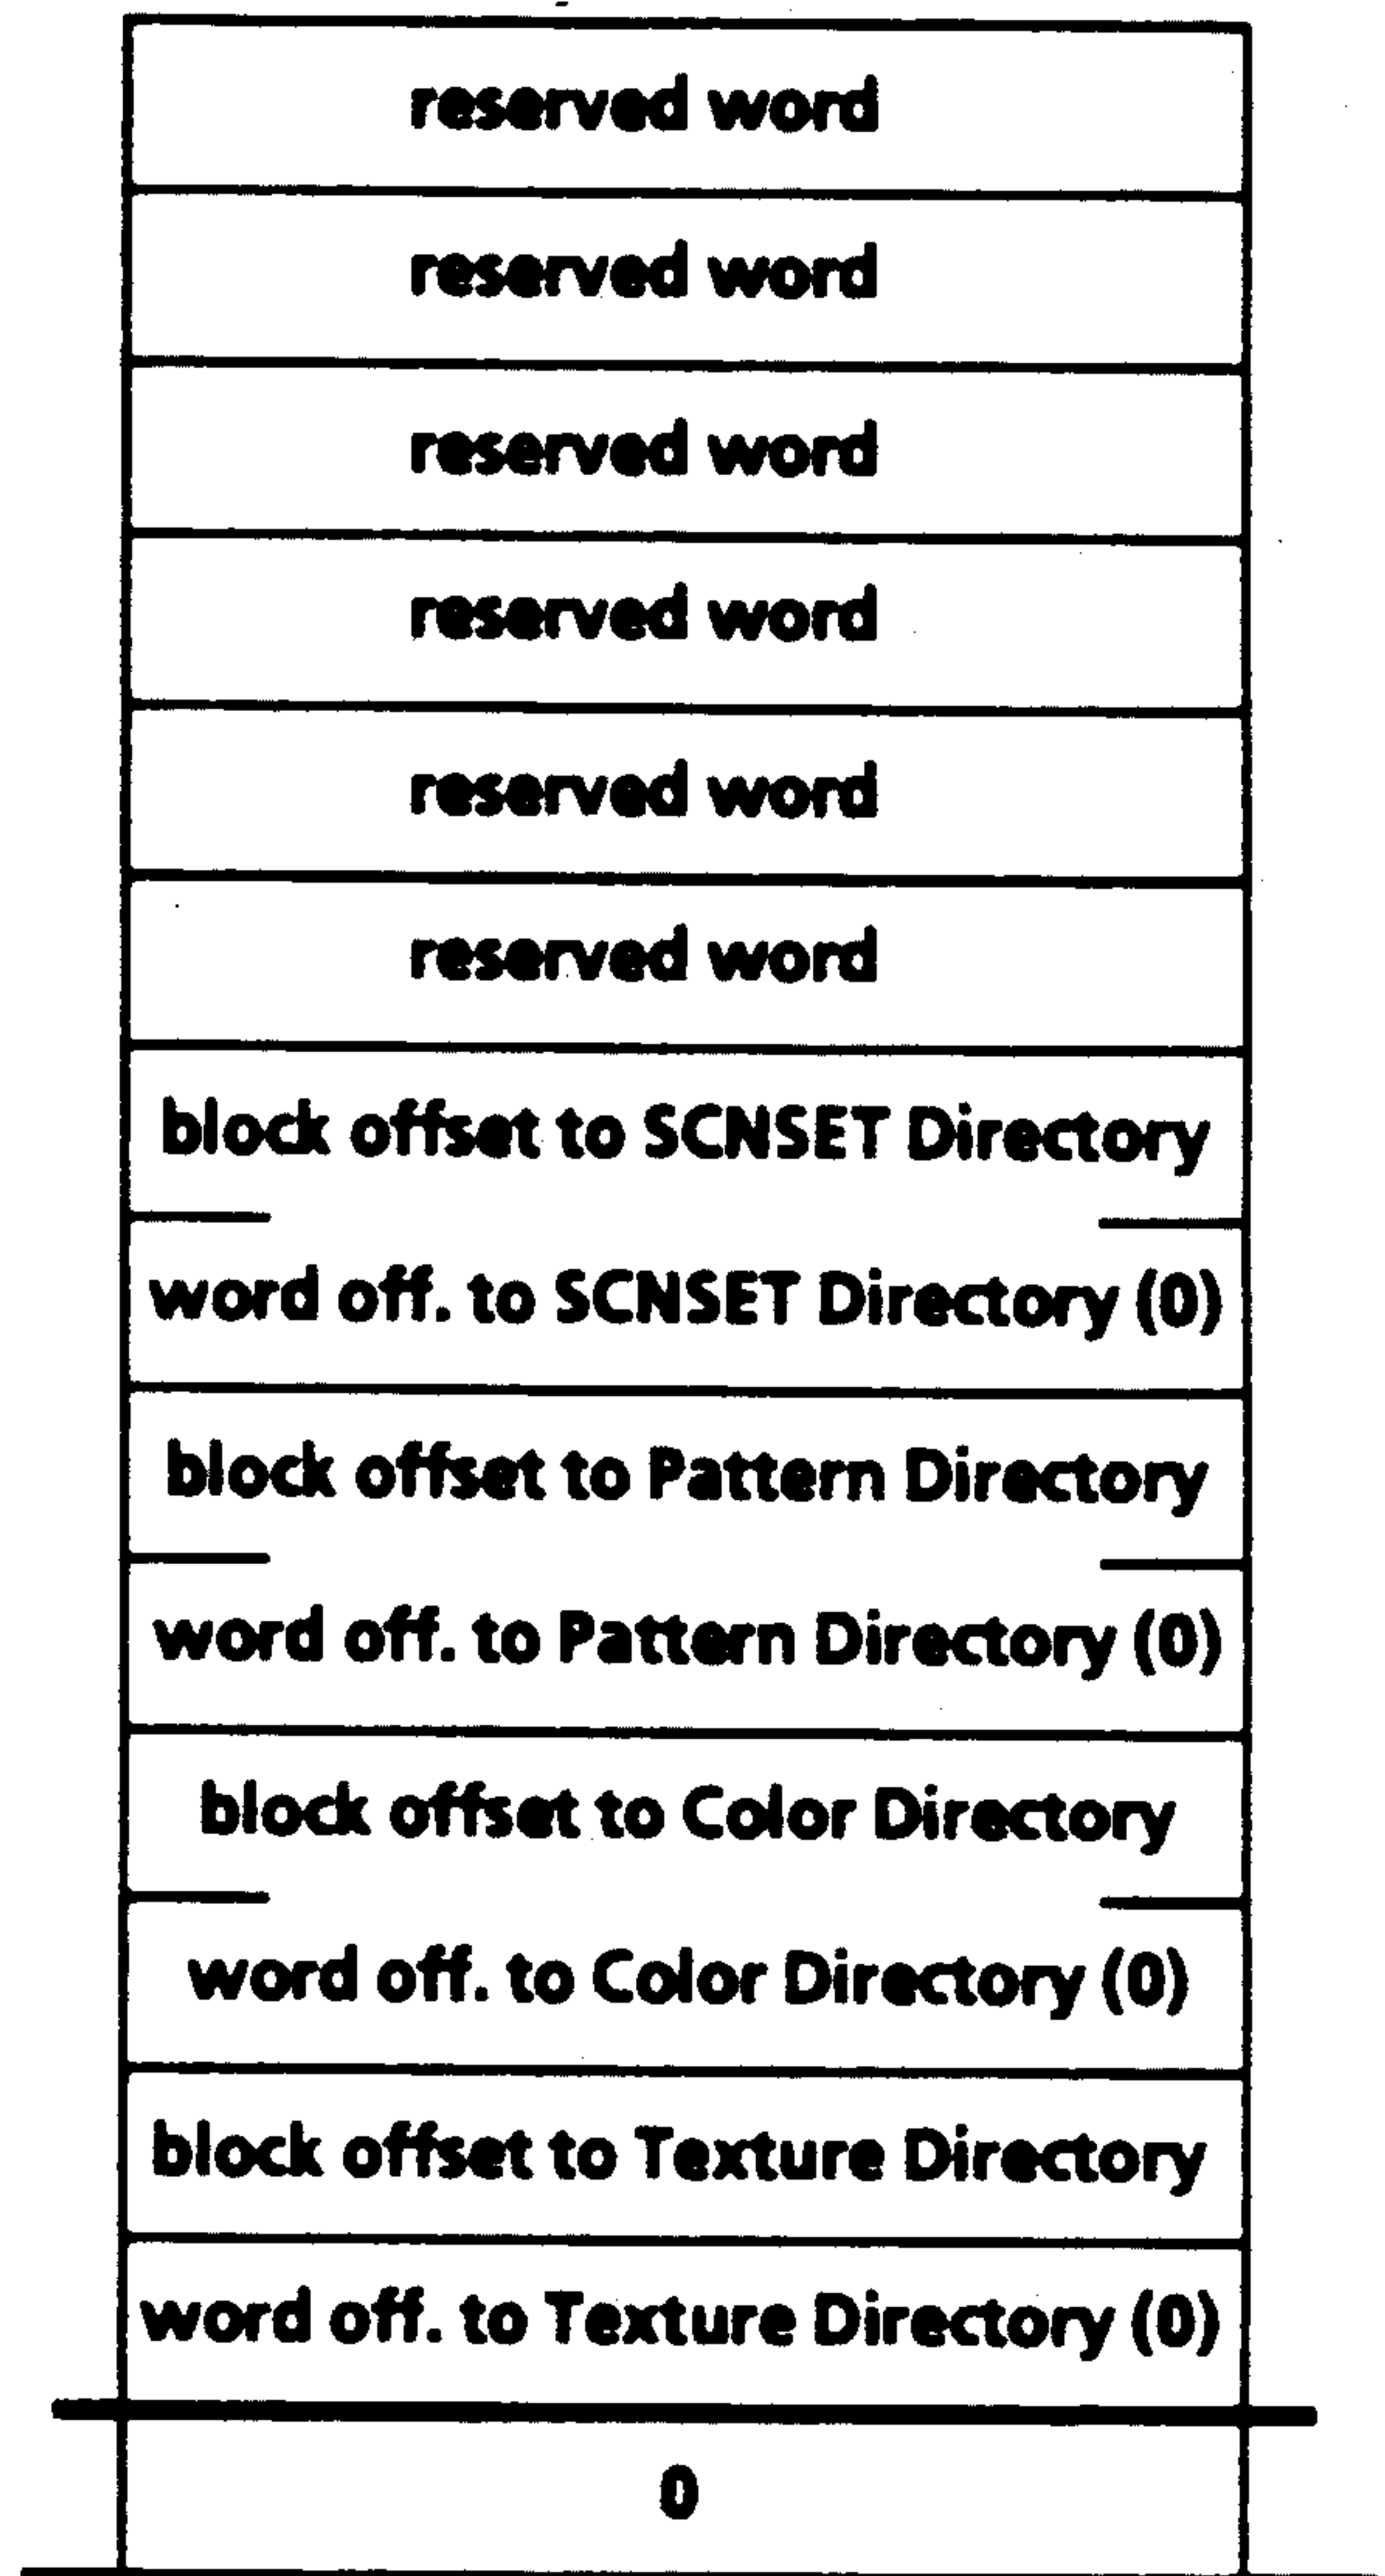 reserved word
reserved word
reserved word
reserved word
reserved word
reserved word
block offset to SCNSET Directory
word off. to SCNSET Directory (0)
block offset to Pattern Directory
word off. to Pattern Directory (0)
block offset to Color Directory
word off. to Color Directory (0)
block offset to Texture Directory
word off. to Texture Directory (0)
0